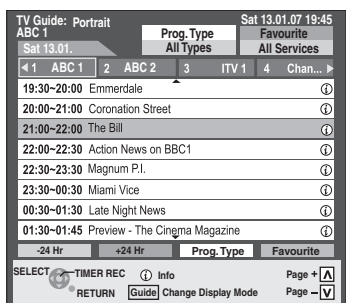 TV Guide: Portrait Sat 13.01.07 19:45
ABC 1 Prog. Type Favourite
Sat 13.01. All Types All Services
1 ABC 1 2 ABC 2 3 ITV 1 4 Chan...
19:30~20:00 Emmerdale
20:00~21:00 Coronation Street
21:00~22:00 The Bill
22:00~22:30 Action News on BBC1
22:30~23:30 Magnum P.I.
23:30~00:30 Miami Vice
00:30~01:30 Late Night News
01:30~01:45 Preview - The Cinema Magazine
-24 Hr +24 Hr Prog. Type Favourite
SELECT TIMER REC i Info Page +
RETURN Guide Change Display Mode Page –